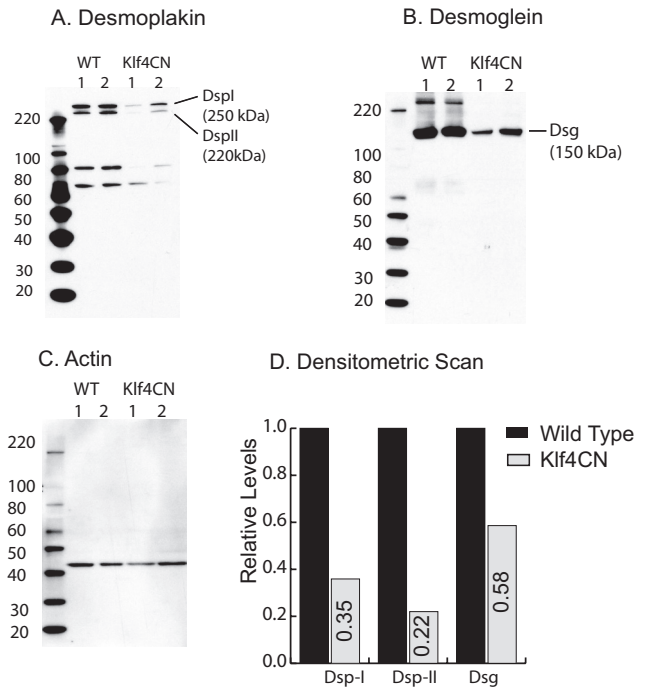 A. Desmoplakin
WT Klf4CN
1 2 1 2
DspI
(250 kDa)
DspII
(220kDa)
220
100
80
60
50
40
30
20
B. Desmoglein
WT Klf4CN
1 2 1 2
220
Dsg
(150 kDa)
100
80
60
50
40
30
20
C. Actin
WT Klf4CN
1 2 1 2
220
100
80
60
50
40
30
20
D. Densitometric Scan
Wild Type
Klf4CN
Relative Levels
1.0
0.8
0.6
0.4
0.2
0.0
0.35
0.22
0.58
Dsp-I Dsp-II Dsg